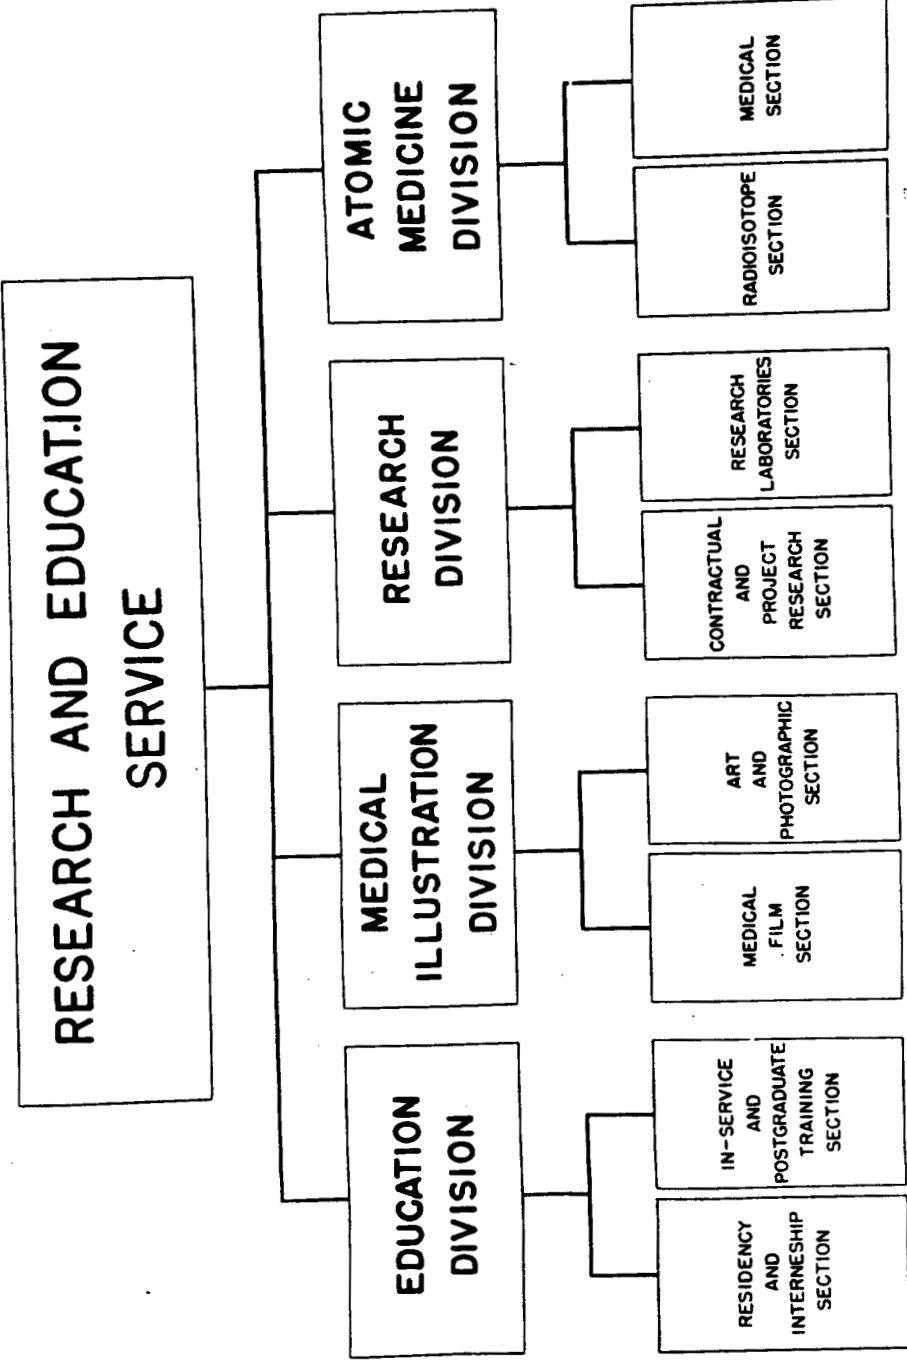 RESEARCH AND EDUCATION
SERVICE
EDUCATION
DIVISION
MEDICAL
ILLUSTRATION
DIVISION
RESEARCH
DIVISION
ATOMIC
MEDICINE
DIVISION
RESIDENCY
AND
INTERNESHIP
SECTION
IN-SERVICE
AND
POSTGRADUATE
TRAINING
SECTION
MEDICAL
FILM
SECTION
ART
AND
PHOTOGRAPHIC
SECTION
CONTRACTUAL
AND
PROJECT
RESEARCH
SECTION
RESEARCH
LABORATORIES
SECTION
RADIOISOTOPE
SECTION
MEDICAL
SECTION